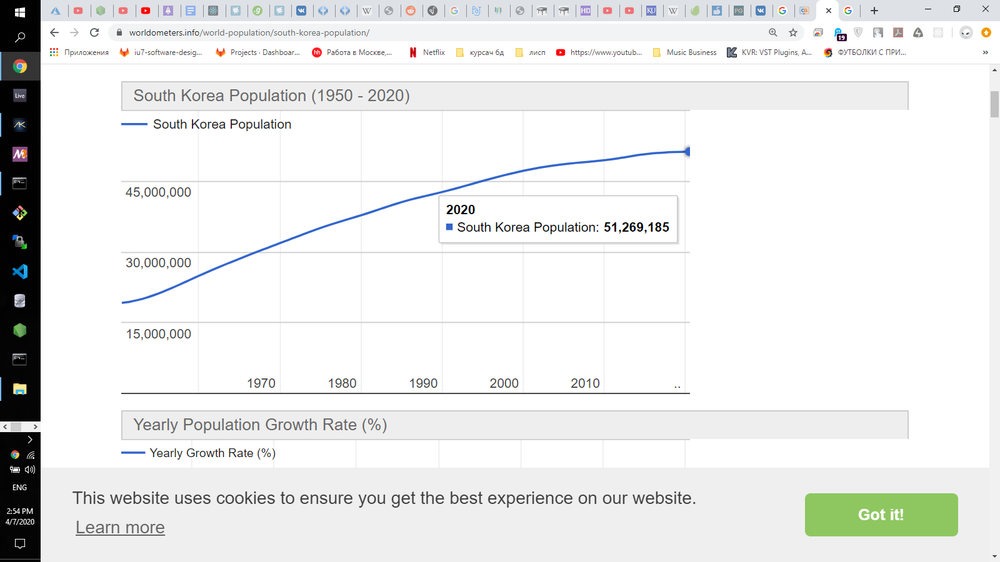 worldometers.info/world-population/south-korea-population/
19
Приложения
iu7-software-desig...
Projects · Dashboar...
Работа в Москве,...
Netflix
курсач бд
лисп
https://www.youtub...
Music Business
KVR: VST Plugins, A...
ФУТБОЛКИ С ПРИ...
South Korea Population (1950 - 2020)
South Korea Population
45,000,000
30,000,000
15,000,000
2020
South Korea Population: 51,269,185
1970 1980 1990 2000 2010 ..
Yearly Population Growth Rate (%)
Yearly Growth Rate (%)
This website uses cookies to ensure you get the best experience on our website.
Learn more
Got it!
Live
ENG
2:54 PM
4/7/2020